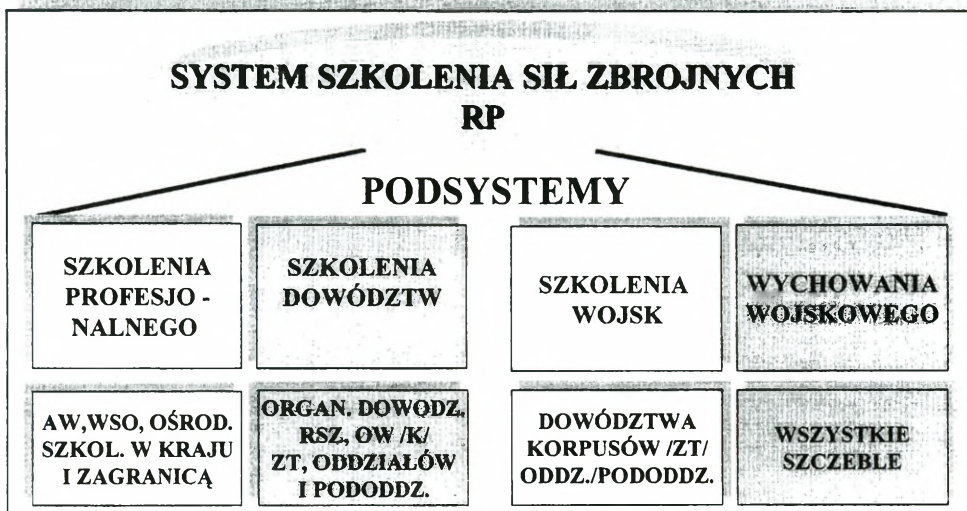 SYSTEM SZKOLENIA SIŁ ZBROJNYCH
RP
PODSYSTEMY
SZKOLENIA
PROFESJO -
NALNEGO
SZKOLENIA
DOWÓDZTW
SZKOLENIA
WOJSK
WYCHOWANIA
WOJSKOWEGO
AW,WSO, OŚROD.
SZKOL. W KRAJU
I ZAGRANICĄ
ORGAN. DOWODZ,
RSZ, OW /K/
ZT, ODDZIAŁÓW
I PODODDZ.
DOWÓDZTWA
KORPUSÓW /ZT/
ODDZ./PODODDZ.
WSZYSTKIE
SZCZEBLE